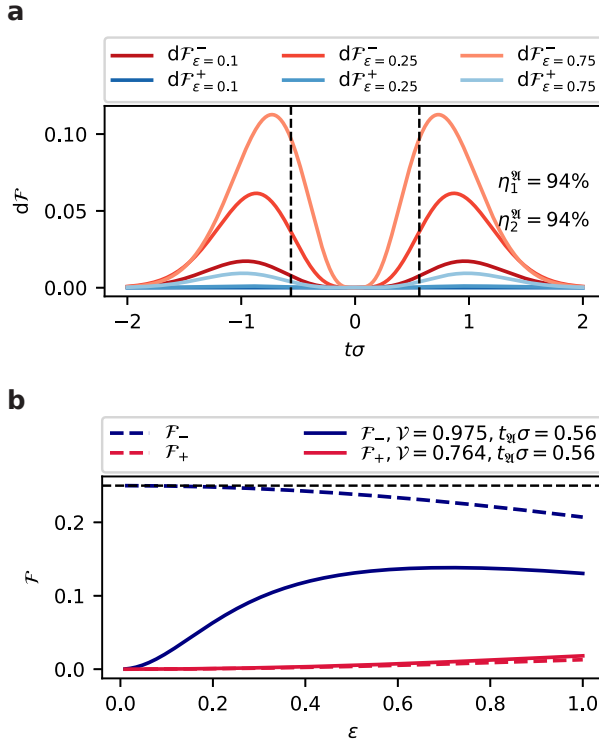 a
dℱ⁻ε=0.1 dℱ⁻ε=0.25 dℱ⁻ε=0.75
dℱ⁺ε=0.1 dℱ⁺ε=0.25 dℱ⁺ε=0.75
0.10
0.05
0.00
dℱ
η₁^𝔄 = 94%
η₂^𝔄 = 94%
−2 −1 0 1 2
tσ
b
ℱ₋ ℱ₋, 𝒱 = 0.975, t_𝔄σ = 0.56
ℱ₊ ℱ₊, 𝒱 = 0.764, t_𝔄σ = 0.56
0.2
0.1
0.0
ℱ
0.0 0.2 0.4 0.6 0.8 1.0
ε